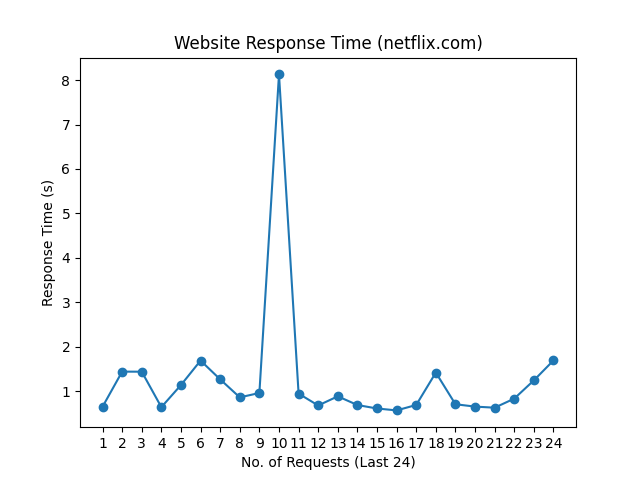 Website Response Time (netflix.com)
8
7
6
5
4
3
2
1
Response Time (s)
1 2 3 4 5 6 7 8 9 10 11 12 13 14 15 16 17 18 19 20 21 22 23 24
No. of Requests (Last 24)